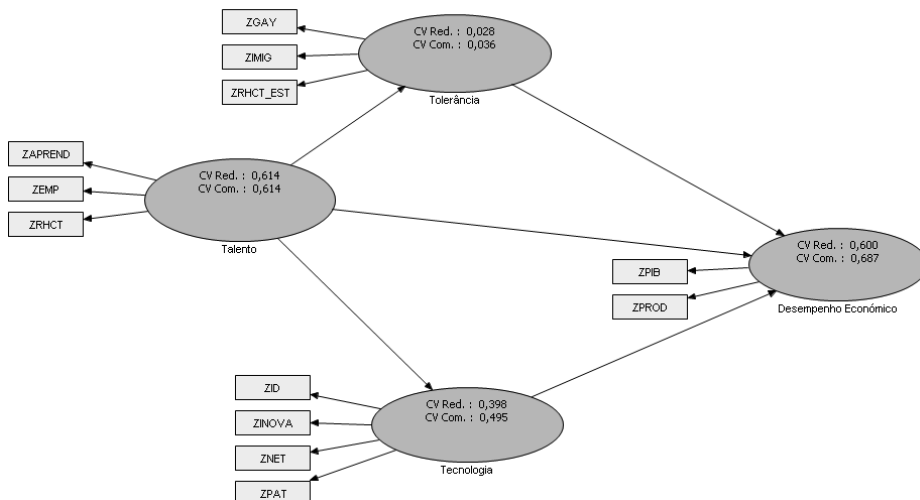 ZGAY
ZIMIG
ZRHCT_EST
CV Red. : 0,028
CV Com. : 0,036
Tolerância
ZAPREND
ZEMP
ZRHCT
CV Red. : 0,614
CV Com. : 0,614
Talento
ZPIB
ZPROD
CV Red. : 0,600
CV Com. : 0,687
Desempenho Económico
ZID
ZINOVA
ZNET
ZPAT
CV Red. : 0,398
CV Com. : 0,495
Tecnologia